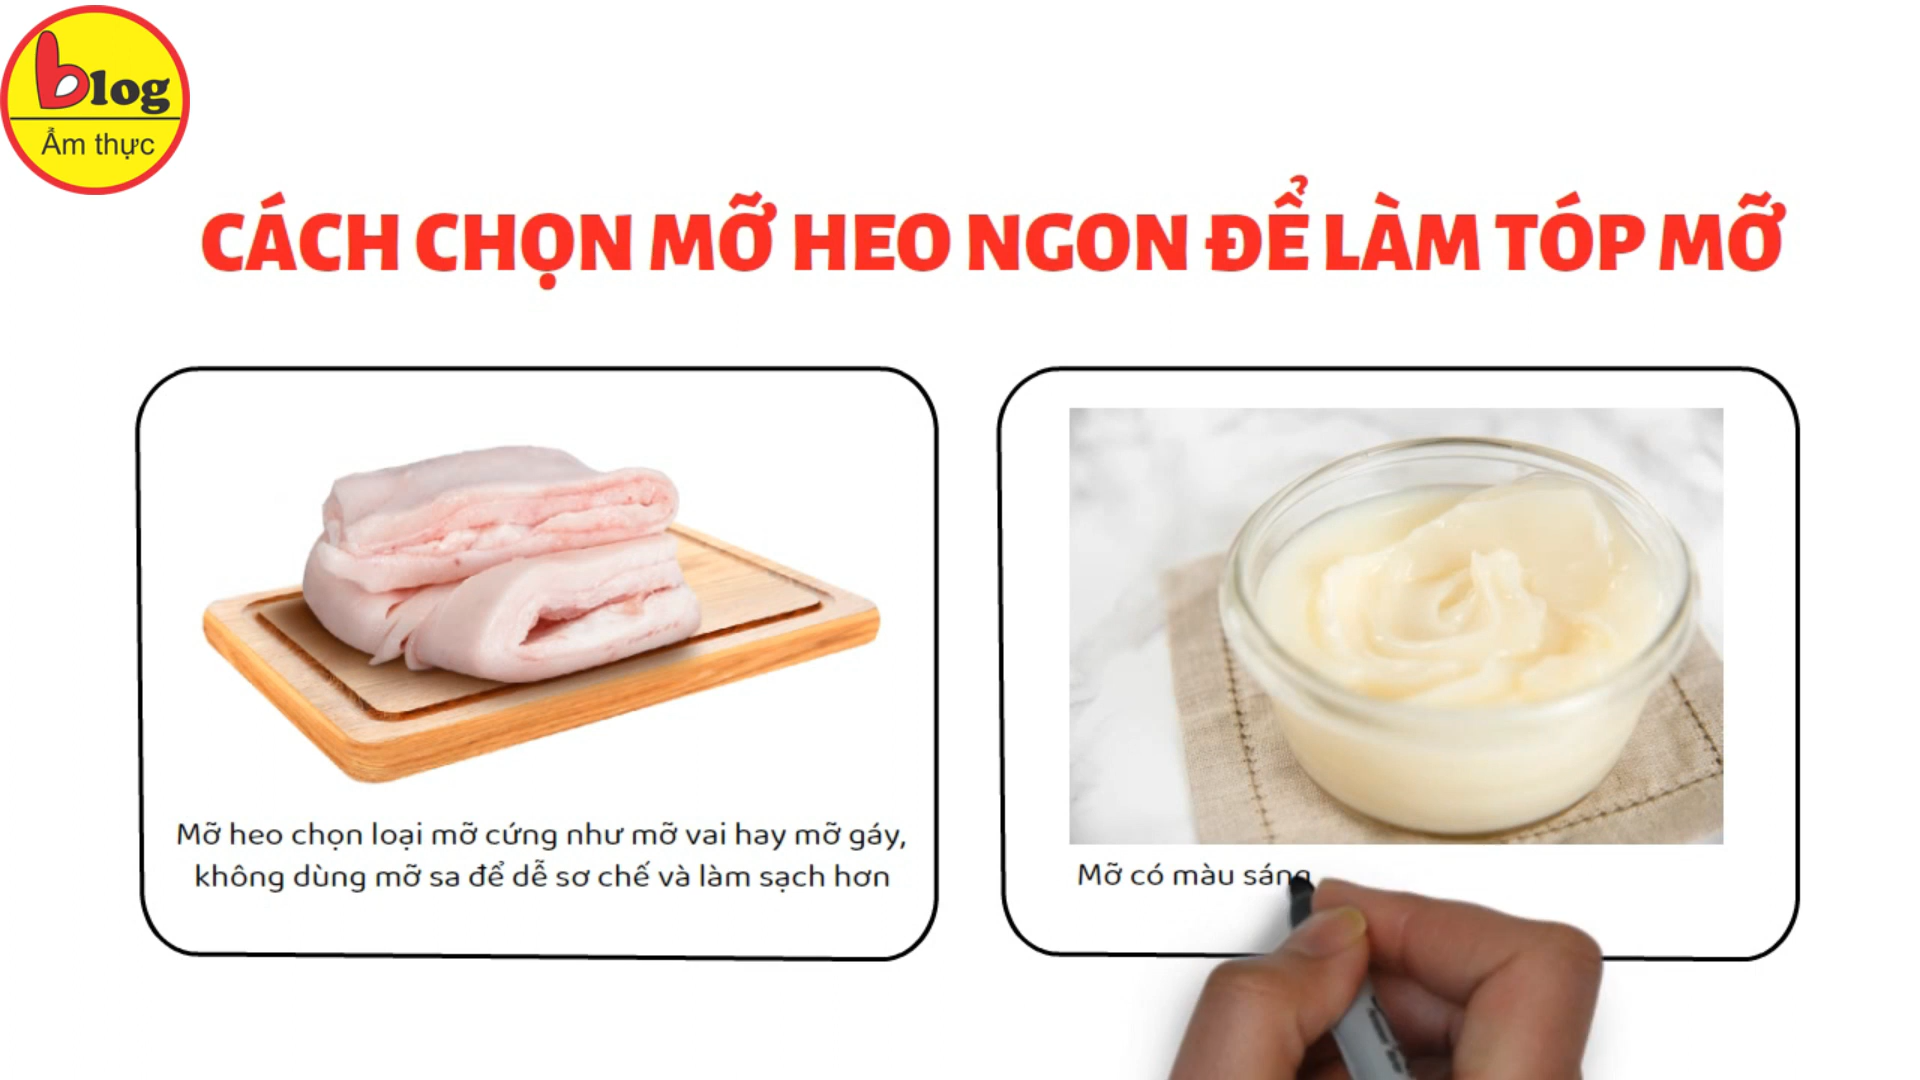 blog
Ẩm thực
CÁCH CHỌN MỠ HEO NGON ĐỂ LÀM TÓP MỠ
Mỡ heo chọn loại mỡ cứng như mỡ vai hay mỡ gáy,
không dùng mỡ sa để dễ sơ chế và làm sạch hơn
Mỡ có màu sáng